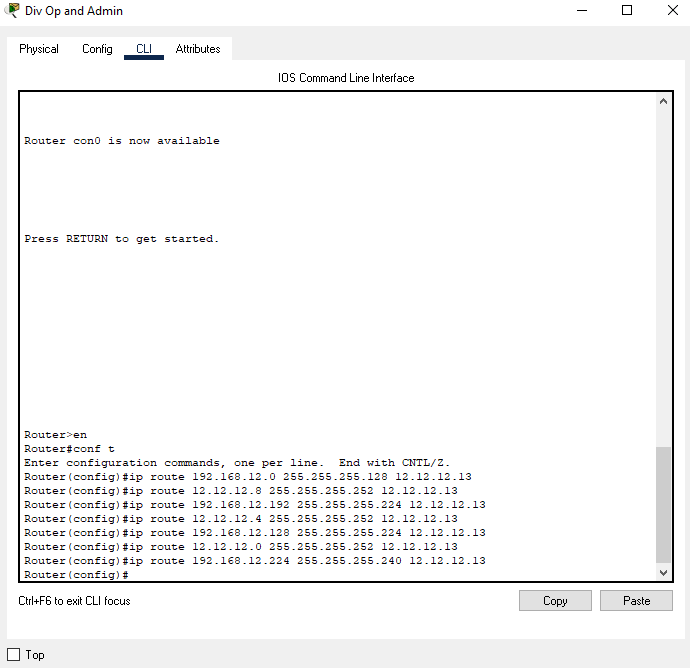 Div Op and Admin
Physical Config CLI Attributes
IOS Command Line Interface
Router con0 is now available
Press RETURN to get started.
Router>en
Router#conf t
Enter configuration commands, one per line.  End with CNTL/Z.
Router(config)#ip route 192.168.12.0 255.255.255.128 12.12.12.13
Router(config)#ip route 12.12.12.8 255.255.255.252 12.12.12.13
Router(config)#ip route 192.168.12.192 255.255.255.224 12.12.12.13
Router(config)#ip route 12.12.12.4 255.255.255.252 12.12.12.13
Router(config)#ip route 192.168.12.128 255.255.255.224 12.12.12.13
Router(config)#ip route 12.12.12.0 255.255.255.252 12.12.12.13
Router(config)#ip route 192.168.12.224 255.255.255.240 12.12.12.13
Router(config)#
Ctrl+F6 to exit CLI focus
Copy Paste
Top